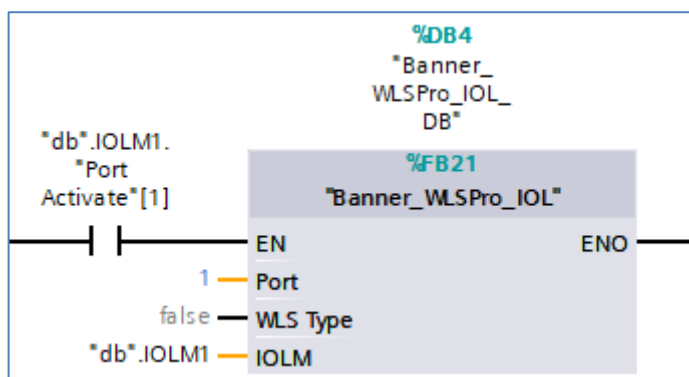 %DB4
"Banner_
WLSPro_IOL_
DB"
"db".IOLM1.
"Port
Activate"[1]
%FB21
"Banner_WLSPro_IOL"
EN
ENO
1
Port
false
WLS Type
"db".IOLM1
IOLM